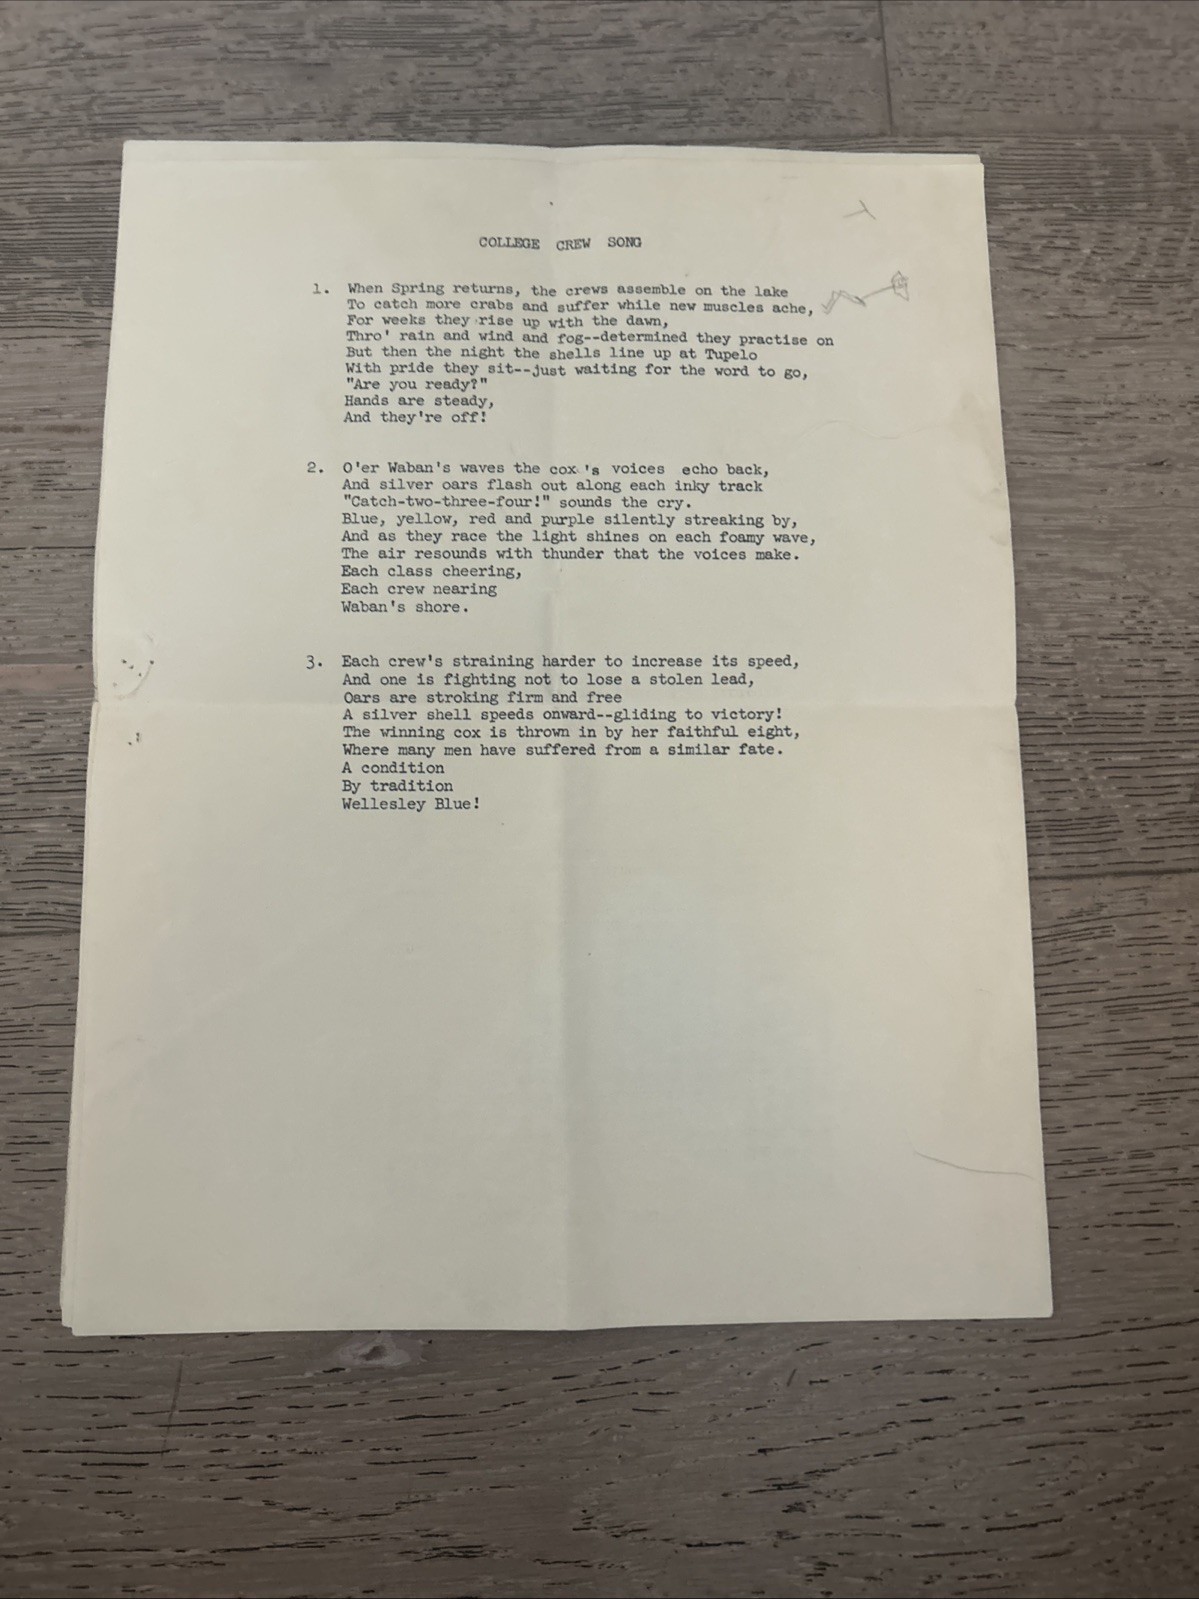 COLLEGE CREW SONG
1. When Spring returns, the crews assemble on the lake
To catch more crabs and suffer while new muscles ache,
For weeks they rise up with the dawn,
Thro' rain and wind and fog--determined they practise on
But then the night the shells line up at Tupelo
With pride they sit--just waiting for the word to go,
"Are you ready?"
Hands are steady,
And they're off!
2. O'er Waban's waves the cox 's voices echo back,
And silver oars flash out along each inky track
"Catch-two-three-four!" sounds the cry.
Blue, yellow, red and purple silently streaking by,
And as they race the light shines on each foamy wave,
The air resounds with thunder that the voices make.
Each class cheering,
Each crew nearing
Waban's shore.
3. Each crew's straining harder to increase its speed,
And one is fighting not to lose a stolen lead,
Oars are stroking firm and free
A silver shell speeds onward--gliding to victory!
The winning cox is thrown in by her faithful eight,
Where many men have suffered from a similar fate.
A condition
By tradition
Wellesley Blue!